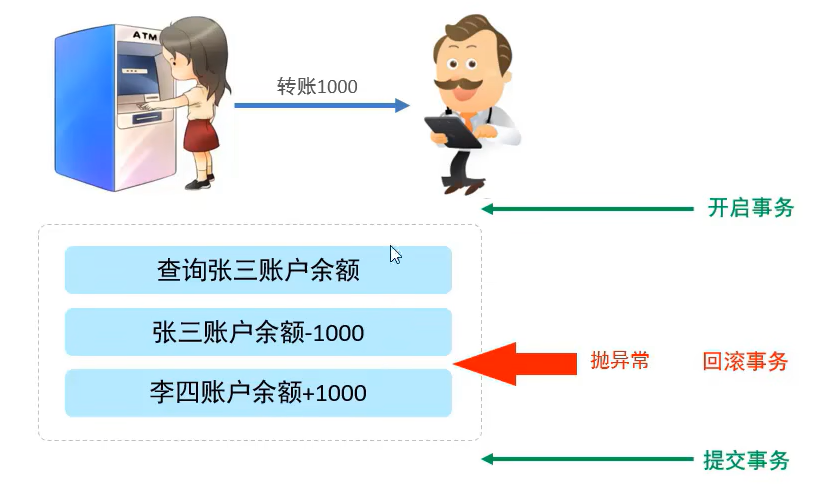 ATM
转账1000
开启事务
查询张三账户余额
张三账户余额-1000
抛异常
回滚事务
李四账户余额+1000
提交事务